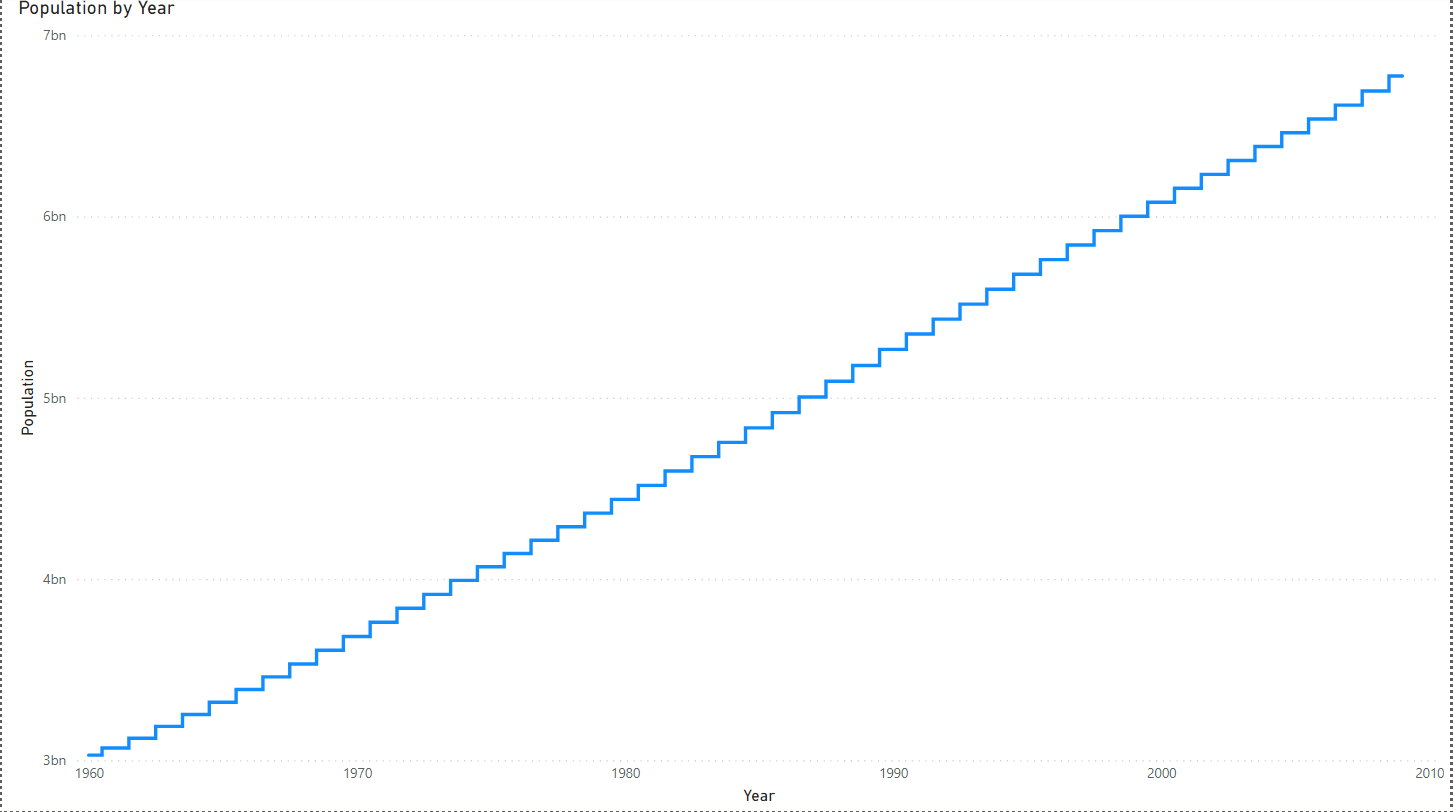 Population by Year
7bn
6bn
5bn
4bn
3bn
Population
1960 1970 1980 1990 2000 2010
Year